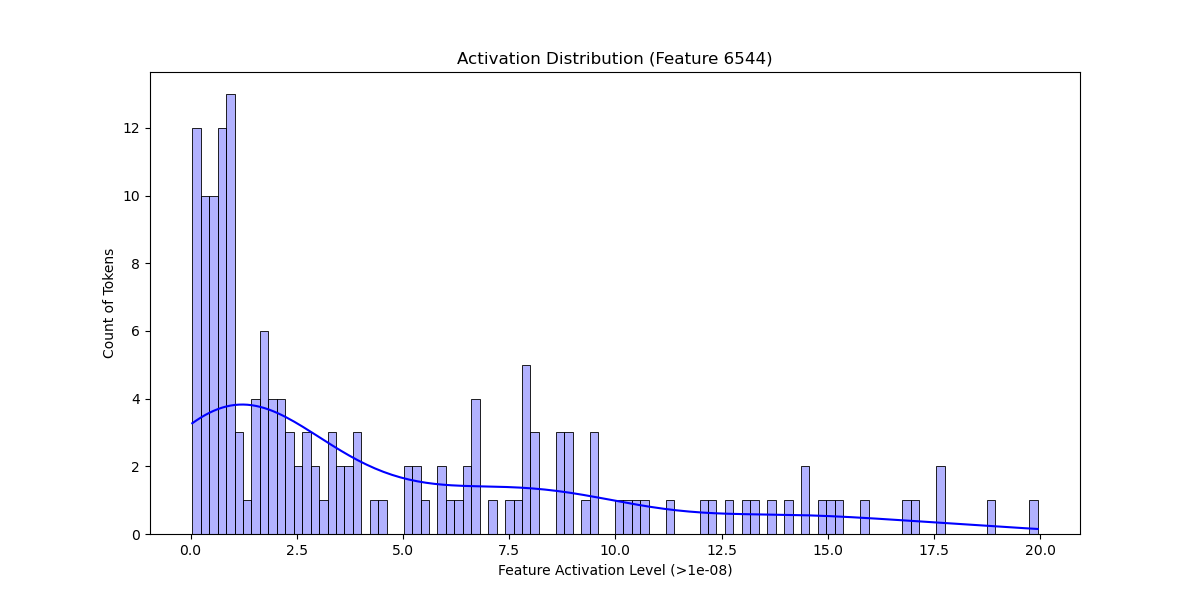 Activation Distribution (Feature 6544)
Count of Tokens
12
10
8
6
4
2
0
0.0 2.5 5.0 7.5 10.0 12.5 15.0 17.5 20.0
Feature Activation Level (>1e-08)